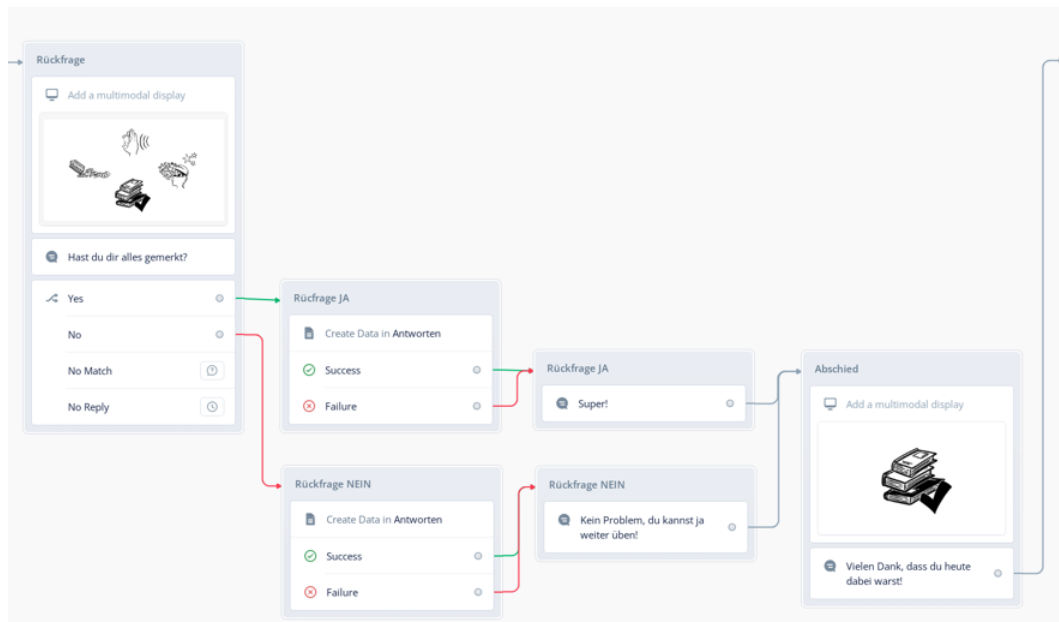 Rückfrage
Add a multimodal display
Hast du dir alles gemerkt?
Yes
No
No Match
No Reply
Rücfrage JA
Create Data in Antworten
Success
Failure
Rückfrage JA
Super!
Rückfrage NEIN
Create Data in Antworten
Success
Failure
Rückfrage NEIN
Kein Problem, du kannst ja
weiter üben!
Abschied
Add a multimodal display
Vielen Dank, dass du heute
dabei warst!